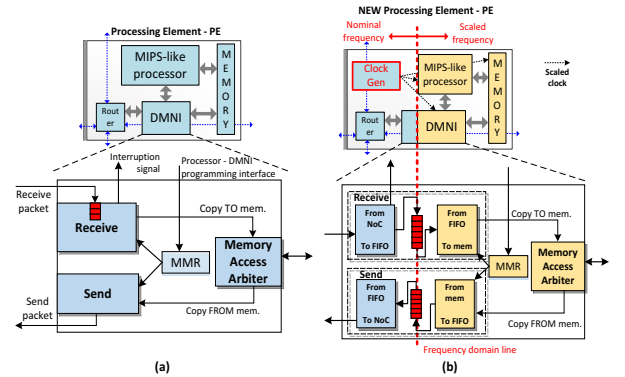 Processing Element - PE
MIPS-like
processor
MEMORY
Rout
er
DMNI
Interruption
signal
Processor - DMNI
programming interface
Receive
packet
Receive
Copy TO mem.
MMR
Memory
Access
Arbiter
Send
Send
packet
Copy FROM mem.
(a)
NEW Processing Element - PE
Nominal
frequency
Scaled
frequency
Clock
Gen
MIPS-like
processor
MEMORY
Scaled
clock
Rout
er
DMNI
Receive
From
NoC
To FIFO
From
FIFO
To mem
Copy TO mem.
MMR
Memory
Access
Arbiter
Send
From
FIFO
To NoC
From
mem
To FIFO
Copy FROM mem.
Frequency domain line
(b)